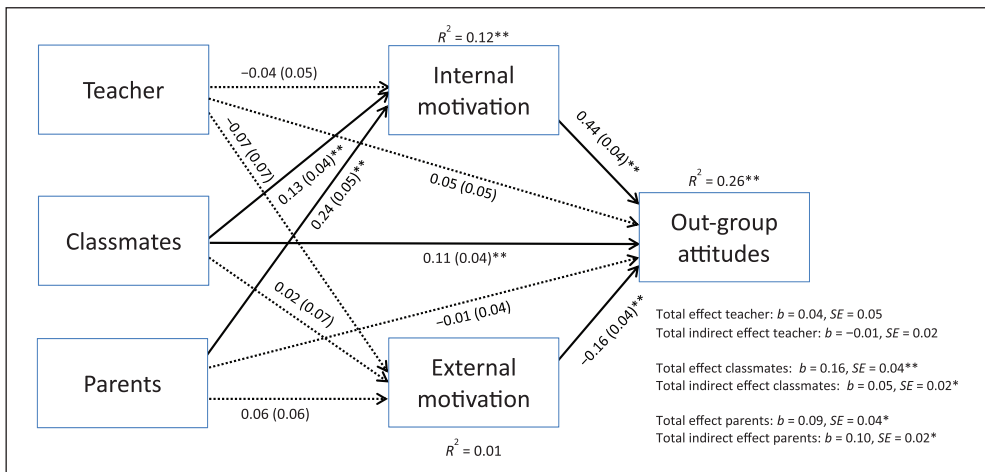 R² = 0.12**
Teacher
−0.04 (0.05)
Internal
motivation
−0.07 (0.07)
0.13 (0.04)**
0.24 (0.05)**
0.05 (0.05)
0.44 (0.04)**
R² = 0.26**
Classmates
0.11 (0.04)**
Out-group
attitudes
0.02 (0.07)
−0.01 (0.04)
−0.16 (0.04)**
Parents
0.06 (0.06)
External
motivation
R² = 0.01
Total effect teacher: b = 0.04, SE = 0.05
Total indirect effect teacher: b = −0.01, SE = 0.02
Total effect classmates: b = 0.16, SE = 0.04**
Total indirect effect classmates: b = 0.05, SE = 0.02*
Total effect parents: b = 0.09, SE = 0.04*
Total indirect effect parents: b = 0.10, SE = 0.02*